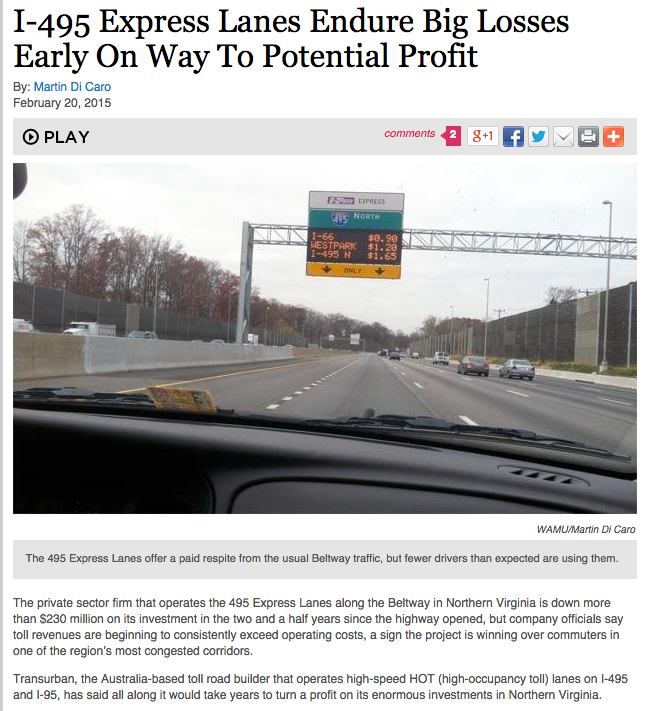 I-495 Express Lanes Endure Big Losses
Early On Way To Potential Profit
By: Martin Di Caro
February 20, 2015
PLAY
comments 2 g+1
E-ZPass EXPRESS
495 NORTH
I-66 $0.90
WESTPARK $1.20
I-495 N $1.65
ONLY
WAMU/Martin Di Caro
The 495 Express Lanes offer a paid respite from the usual Beltway traffic, but fewer drivers than expected are using them.
The private sector firm that operates the 495 Express Lanes along the Beltway in Northern Virginia is down more
than $230 million on its investment in the two and a half years since the highway opened, but company officials say
toll revenues are beginning to consistently exceed operating costs, a sign the project is winning over commuters in
one of the region's most congested corridors.
Transurban, the Australia-based toll road builder that operates high-speed HOT (high-occupancy toll) lanes on I-495
and I-95, has said all along it would take years to turn a profit on its enormous investments in Northern Virginia.